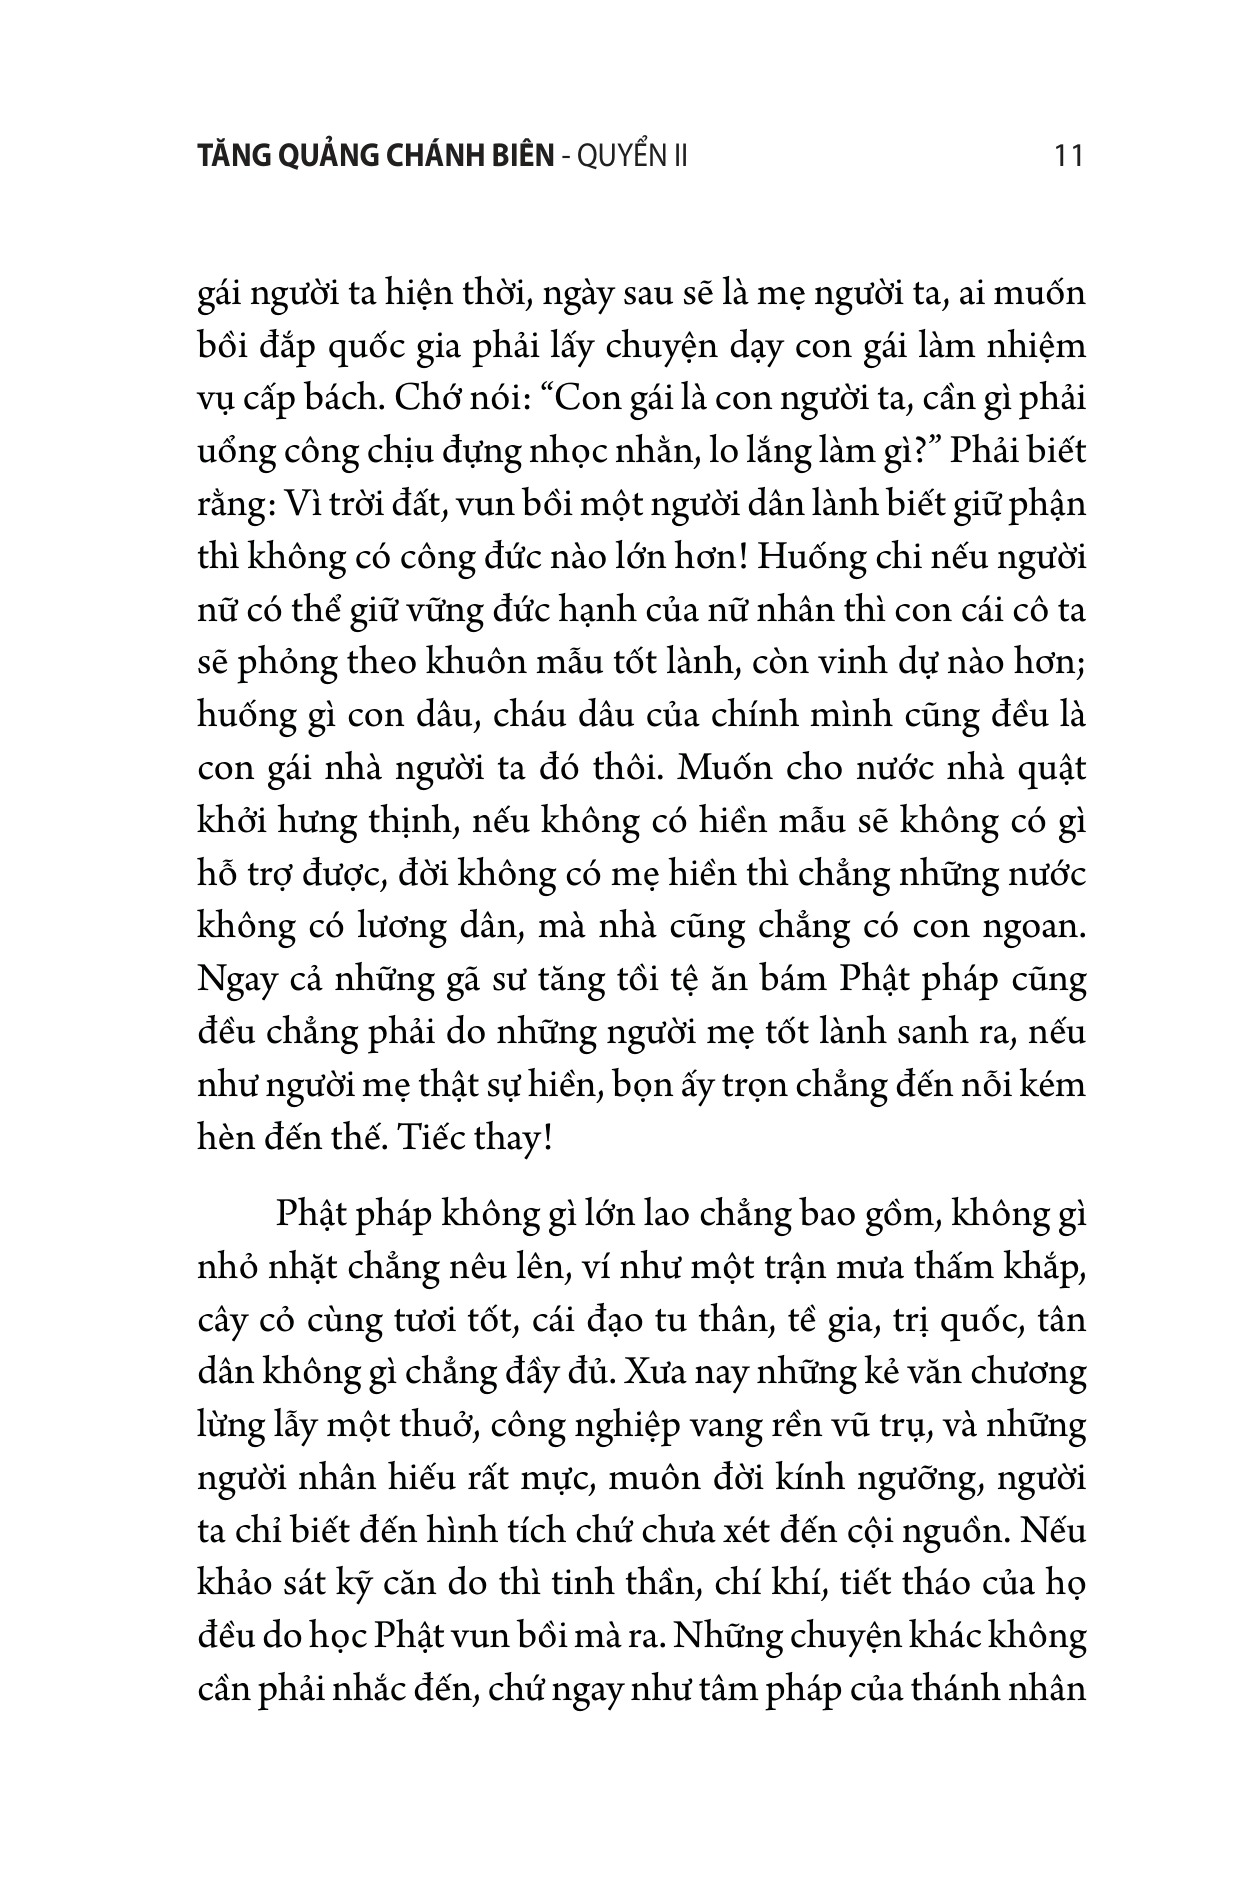 TĂNG QUẢNG CHÁNH BIÊN - QUYỂN II 11
gái người ta hiện thời, ngày sau sẽ là mẹ người ta, ai muốn
bồi đắp quốc gia phải lấy chuyện dạy con gái làm nhiệm
vụ cấp bách. Chớ nói: “Con gái là con người ta, cần gì phải
uổng công chịu đựng nhọc nhằn, lo lắng làm gì?” Phải biết
rằng: Vì trời đất, vun bồi một người dân lành biết giữ phận
thì không có công đức nào lớn hơn! Huống chi nếu người
nữ có thể giữ vững đức hạnh của nữ nhân thì con cái cô ta
sẽ phỏng theo khuôn mẫu tốt lành, còn vinh dự nào hơn;
huống gì con dâu, cháu dâu của chính mình cũng đều là
con gái nhà người ta đó thôi. Muốn cho nước nhà quật
khởi hưng thịnh, nếu không có hiền mẫu sẽ không có gì
hỗ trợ được, đời không có mẹ hiền thì chẳng những nước
không có lương dân, mà nhà cũng chẳng có con ngoan.
Ngay cả những gã sư tăng tồi tệ ăn bám Phật pháp cũng
đều chẳng phải do những người mẹ tốt lành sanh ra, nếu
như người mẹ thật sự hiền, bọn ấy trọn chẳng đến nỗi kém
hèn đến thế. Tiếc thay!
Phật pháp không gì lớn lao chẳng bao gồm, không gì
nhỏ nhặt chẳng nêu lên, ví như một trận mưa thấm khắp,
cây cỏ cùng tươi tốt, cái đạo tu thân, tề gia, trị quốc, tân
dân không gì chẳng đầy đủ. Xưa nay những kẻ văn chương
lừng lẫy một thuở, công nghiệp vang rền vũ trụ, và những
người nhân hiếu rất mực, muôn đời kính ngưỡng, người
ta chỉ biết đến hình tích chứ chưa xét đến cội nguồn. Nếu
khảo sát kỹ căn do thì tinh thần, chí khí, tiết tháo của họ
đều do học Phật vun bồi mà ra. Những chuyện khác không
cần phải nhắc đến, chứ ngay như tâm pháp của thánh nhân